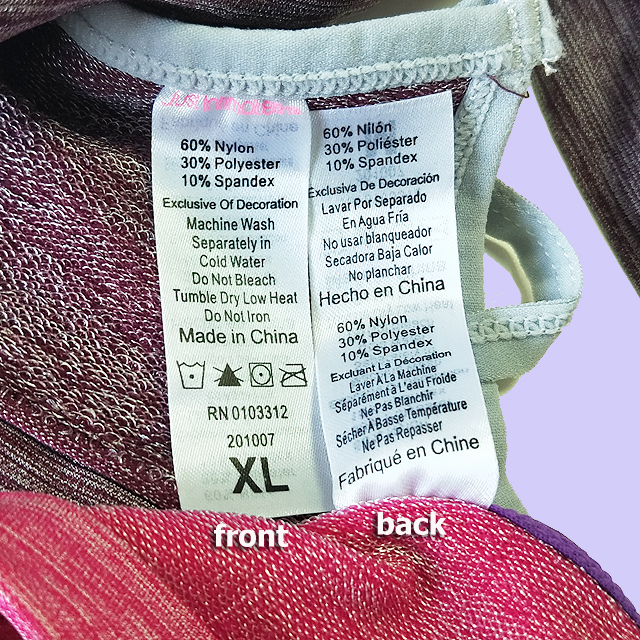 60% Nylon
30% Polyester
10% Spandex
Exclusive Of Decoration
Machine Wash
Separately in
Cold Water
Do Not Bleach
Tumble Dry Low Heat
Do Not Iron
Made in China
RN 0103312
201007
XL
front
60% Nilón
30% Poliéster
10% Spandex
Exclusiva De Decoración
Lavar Por Separado
En Agua Fría
No usar blanqueador
Secadora Baja Calor
No planchar
Hecho en China
60% Nylon
30% Polyester
10% Spandex
Excluant La Décoration
Laver À La Machine
Séparément à L'eau Froide
Ne Pas Blanchir
Sécher À Basse Température
Ne Pas Repasser
Fabriqué en Chine
back